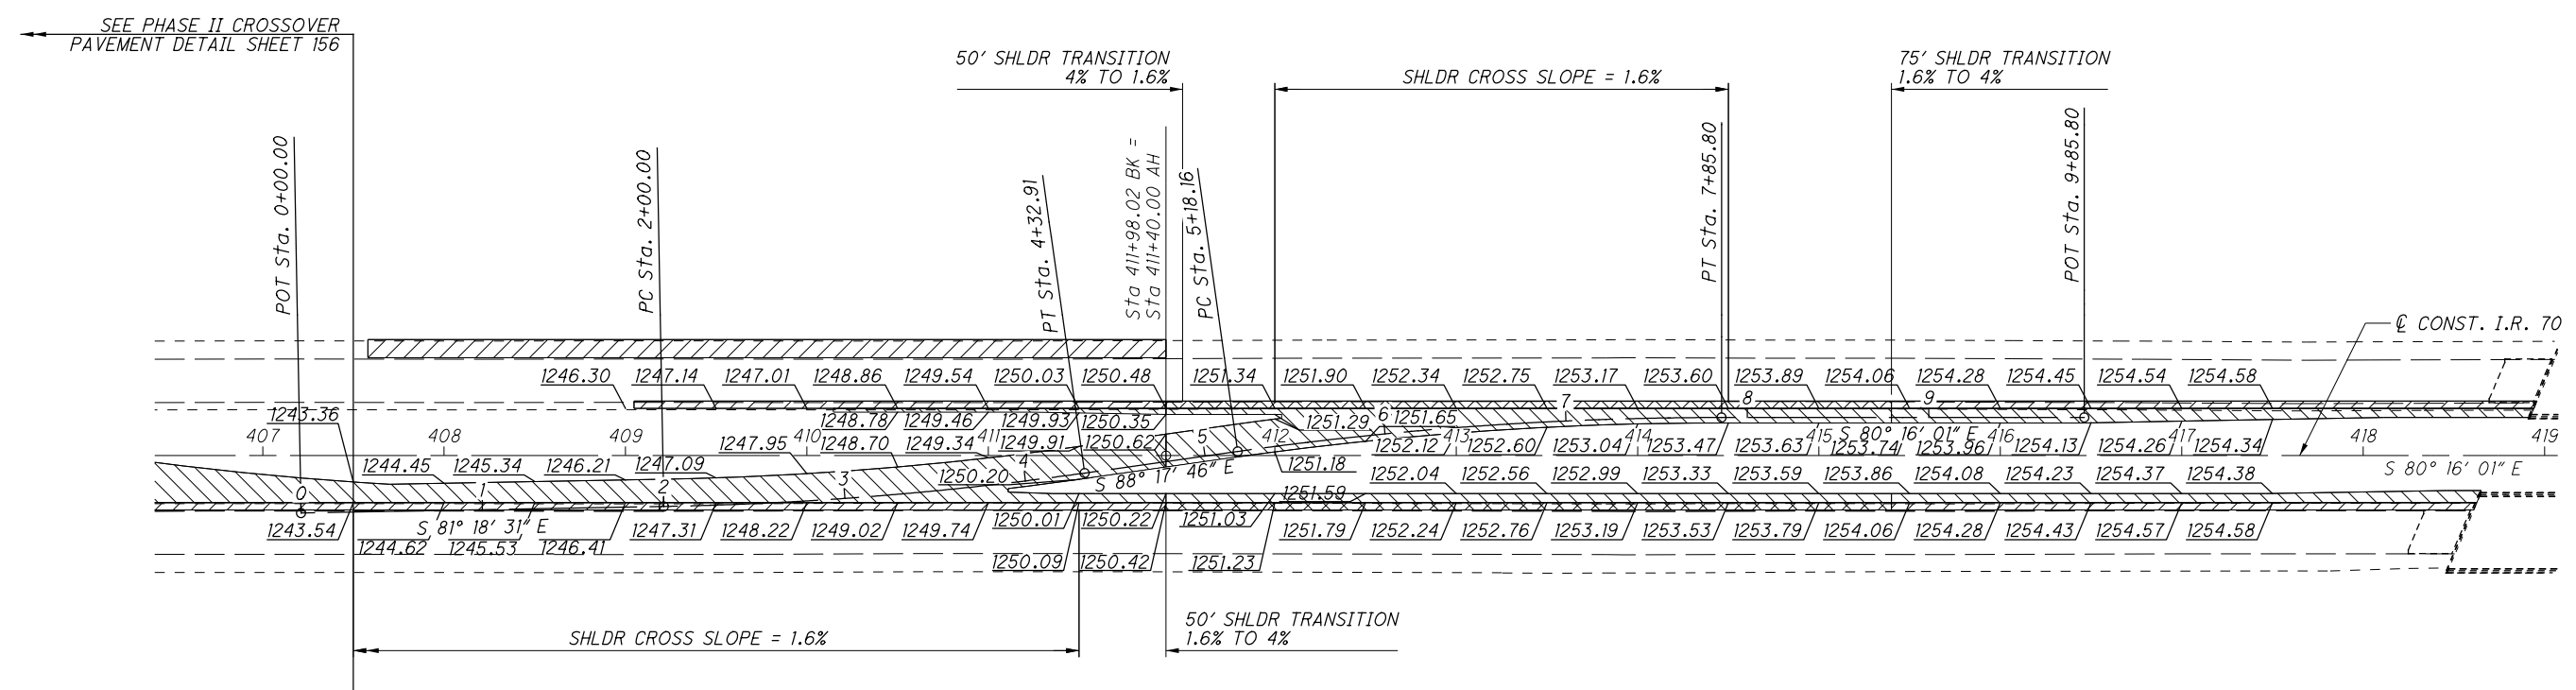 SEE PHASE II CROSSOVER
PAVEMENT DETAIL SHEET 156
50' SHLDR TRANSITION
4% TO 1.6%
SHLDR CROSS SLOPE = 1.6%
75' SHLDR TRANSITION
1.6% TO 4%
POT Sta. 0+00.00
PC Sta. 2+00.00
PT Sta. 4+32.91
Sta 411+98.02 BK =
Sta 411+40.00 AH
PC Sta. 5+18.16
PT Sta. 7+85.80
POT Sta. 9+85.80
℄ CONST. I.R. 70
1246.30 1247.14 1247.01 1248.86 1249.54 1250.03 1250.48 1251.34 1251.90 1252.34 1252.75 1253.17 1253.60 1253.89 1254.06 1254.28 1254.45 1254.54 1254.58
8 9
7
1243.36 1248.78 1249.46 1249.93 1250.35 1251.29 6 1251.65
407 408 409 410 411 412 413 414 415 416 417 418 419
1247.95 1248.70 1249.34 1249.91 1250.62 5 1252.12 1252.60 1253.04 1253.47 1253.63 1253.74 1253.96 1254.13 1254.26 1254.34
S 80° 16' 01" E
1244.45 1245.34 1246.21 1247.09 1250.20 4 1251.18
S 80° 16' 01" E
S 88° 17' 46" E
0 1 2 3
1252.04 1252.56 1252.99 1253.33 1253.59 1253.86 1254.08 1254.23 1254.37 1254.38
1251.59
1250.01 1250.22 1251.03
1243.54 S 81° 18' 31" E 1247.31 1248.22 1249.02 1249.74 1251.79 1252.24 1252.76 1253.19 1253.53 1253.79 1254.06 1254.28 1254.43 1254.57 1254.58
1244.62 1245.53 1246.41
1250.09 1250.42 1251.23
SHLDR CROSS SLOPE = 1.6%
50' SHLDR TRANSITION
1.6% TO 4%